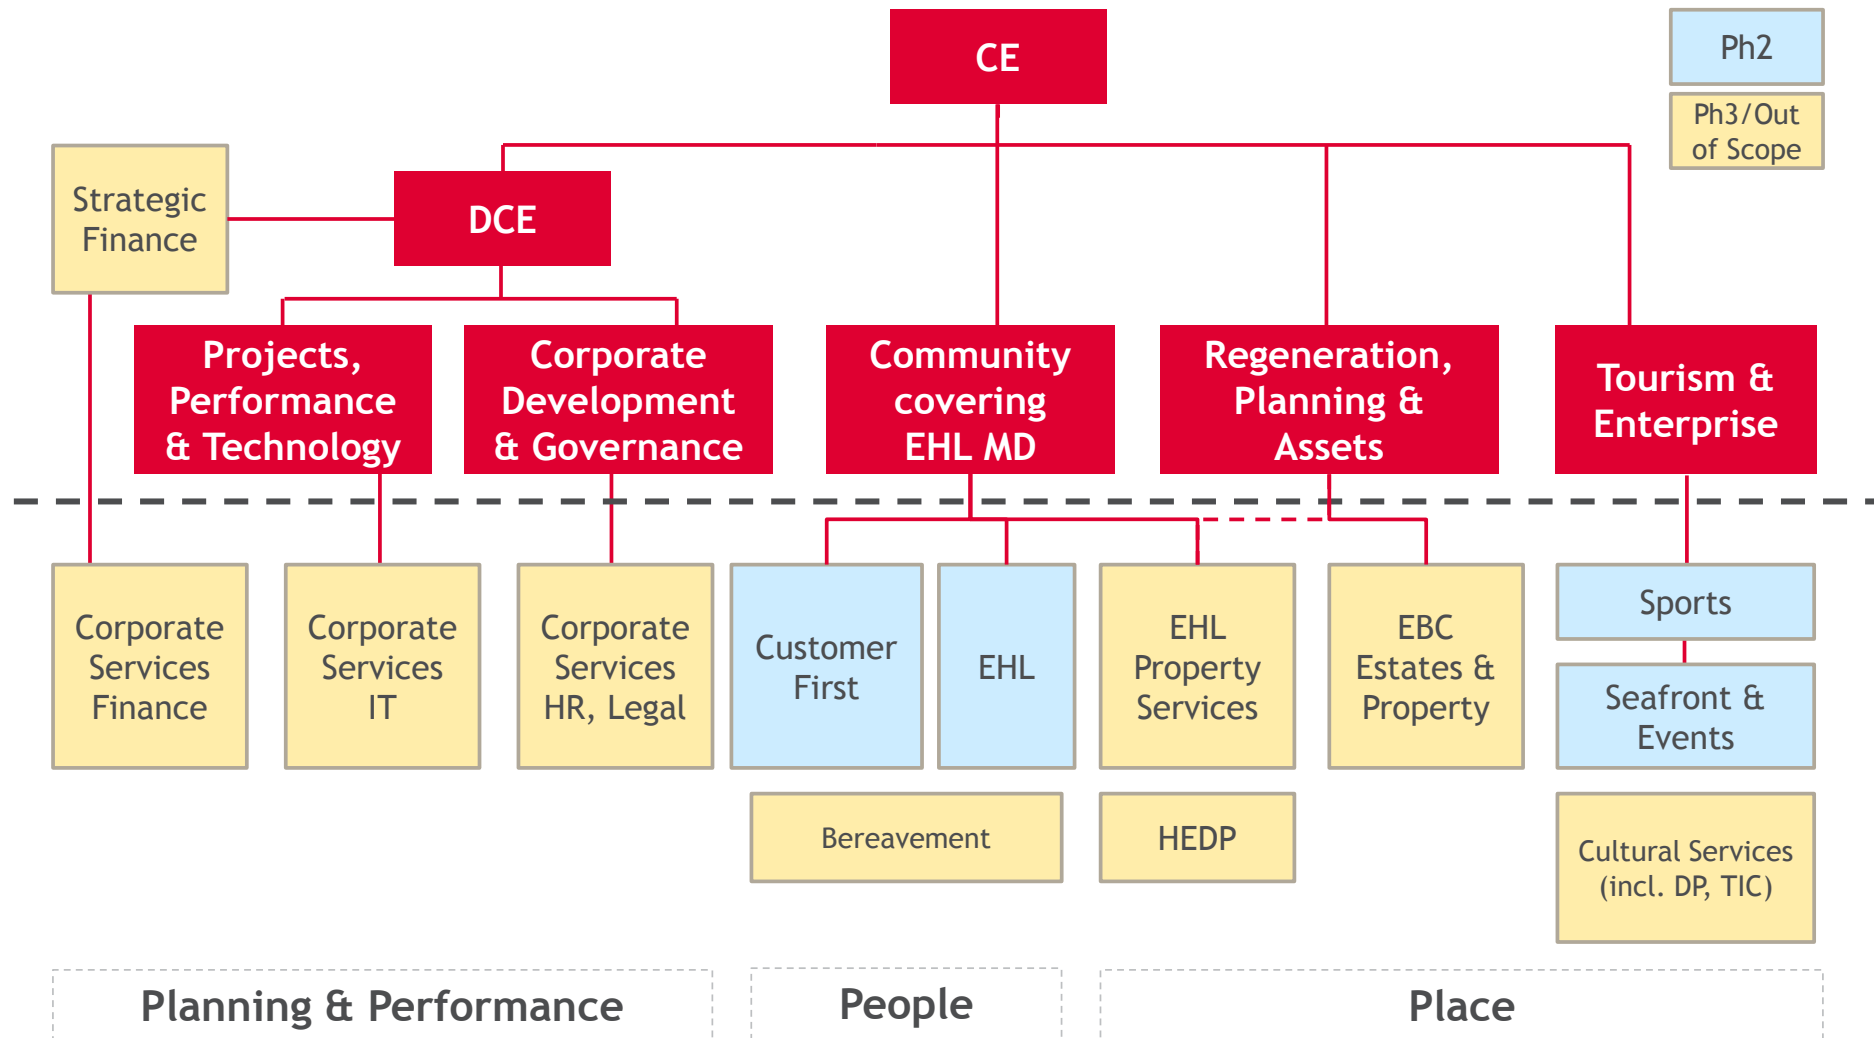 CE
Ph2
Ph3/Out
of Scope
Strategic
Finance
DCE
Projects,
Performance
& Technology
Corporate
Development
& Governance
Community
covering
EHL MD
Regeneration,
Planning &
Assets
Tourism &
Enterprise
Corporate
Services
Finance
Corporate
Services
IT
Corporate
Services
HR, Legal
Customer
First
EHL
EHL
Property
Services
EBC
Estates &
Property
Sports
Seafront &
Events
Bereavement
HEDP
Cultural Services
(incl. DP, TIC)
Planning & Performance
People
Place